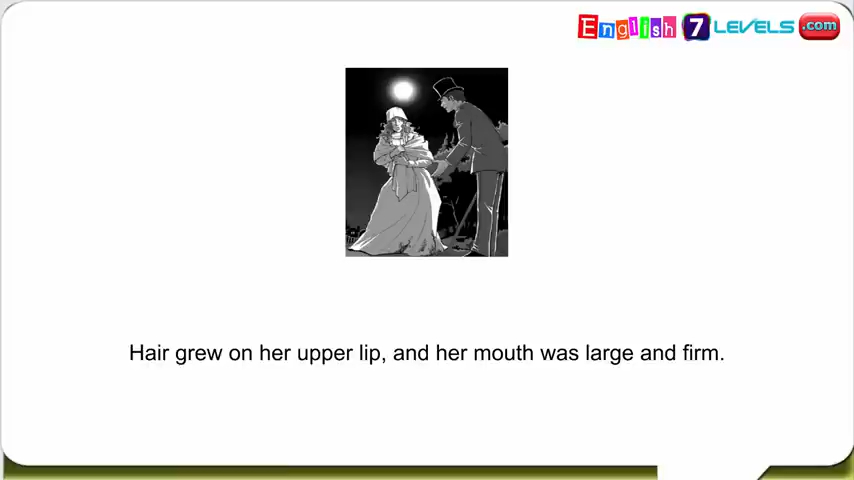 English 7 LEVELS .com
Hair grew on her upper lip, and her mouth was large and firm.